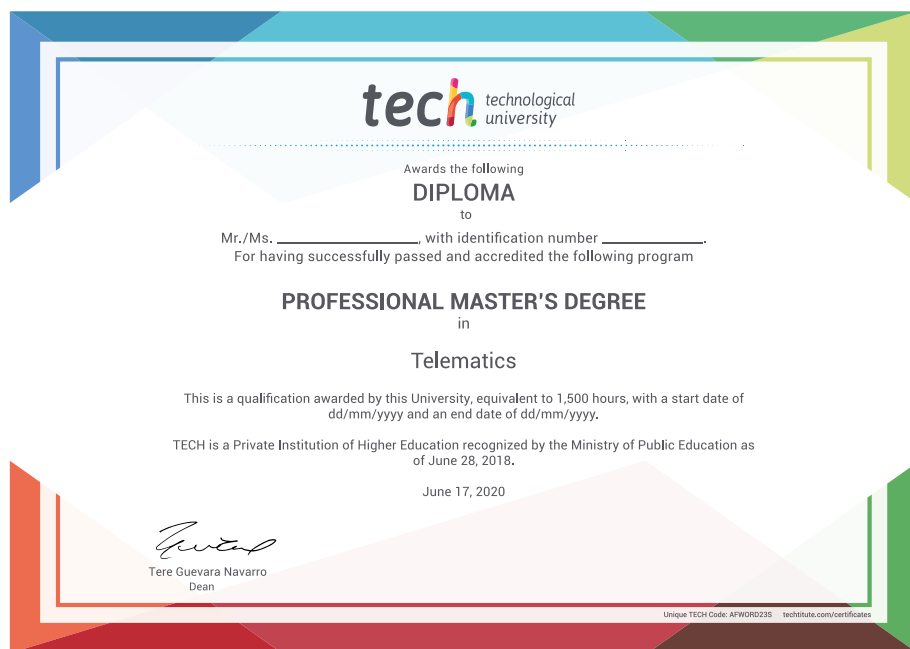 tech technological
university
Awards the following
DIPLOMA
to
Mr./Ms. ____________________, with identification number ______________.
For having successfully passed and accredited the following program
PROFESSIONAL MASTER'S DEGREE
in
Telematics
This is a qualification awarded by this University, equivalent to 1,500 hours, with a start date of
dd/mm/yyyy and an end date of dd/mm/yyyy.
TECH is a Private Institution of Higher Education recognized by the Ministry of Public Education as
of June 28, 2018.
June 17, 2020
Tere Guevara Navarro
Dean
Unique TECH Code: AFWORD23S techtitute.com/certificates